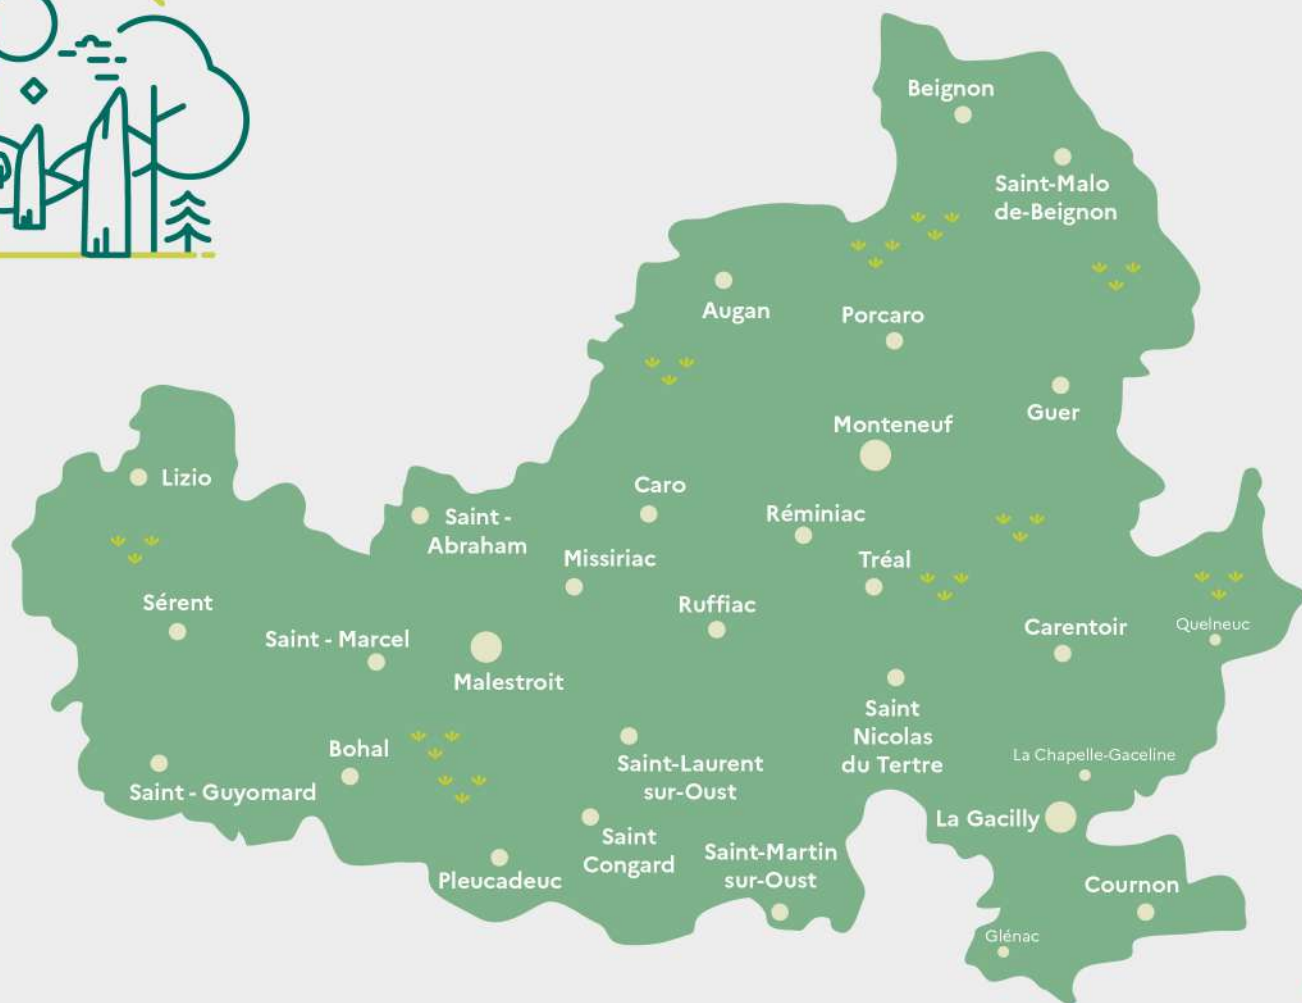 Beignon
Saint-Malo
de-Beignon
Augan
Porcaro
Guer
Monteneuf
Lizio
Caro
Saint -
Abraham
Réminiac
Missiriac
Tréal
Sérent
Ruffiac
Saint - Marcel
Carentoir
Quelneuc
Malestroit
Saint
Nicolas
du Tertre
Bohal
Saint-Laurent
sur-Oust
La Chapelle-Gaceline
Saint - Guyomard
La Gacilly
Saint
Congard
Saint-Martin
sur-Oust
Pleucadeuc
Cournon
Glénac